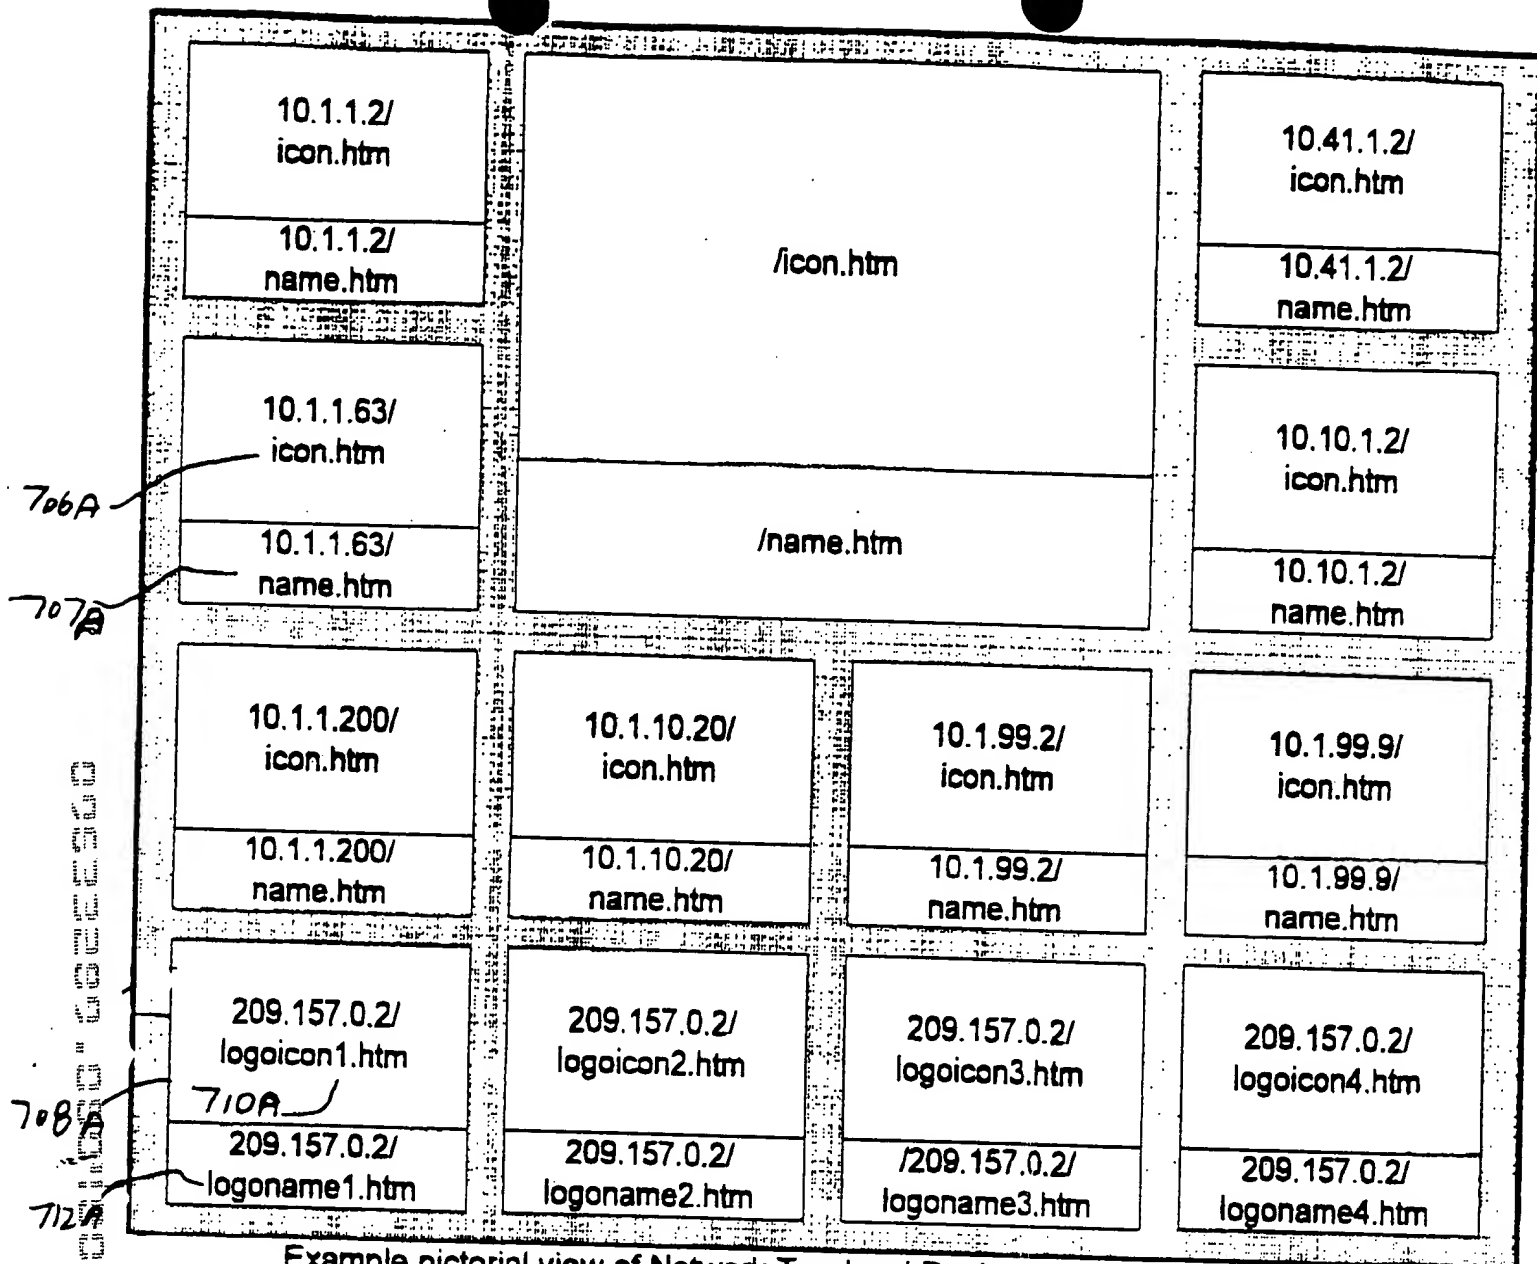 10.1.1.2/
icon.htm
10.1.1.2/
name.htm
/icon.htm
/name.htm
10.41.1.2/
icon.htm
10.41.1.2/
name.htm
10.1.1.63/
icon.htm
10.1.1.63/
name.htm
706A
707A
10.10.1.2/
icon.htm
10.10.1.2/
name.htm
10.1.1.200/
icon.htm
10.1.1.200/
name.htm
10.1.10.20/
icon.htm
10.1.10.20/
name.htm
10.1.99.2/
icon.htm
10.1.99.2/
name.htm
10.1.99.9/
icon.htm
10.1.99.9/
name.htm
209.157.0.2/
logoicon1.htm
710A
209.157.0.2/
logoname1.htm
708A
712A
209.157.0.2/
logoicon2.htm
209.157.0.2/
logoname2.htm
209.157.0.2/
logoicon3.htm
/209.157.0.2/
logoname3.htm
209.157.0.2/
logoicon4.htm
209.157.0.2/
logoname4.htm
Example pictorial view of Network